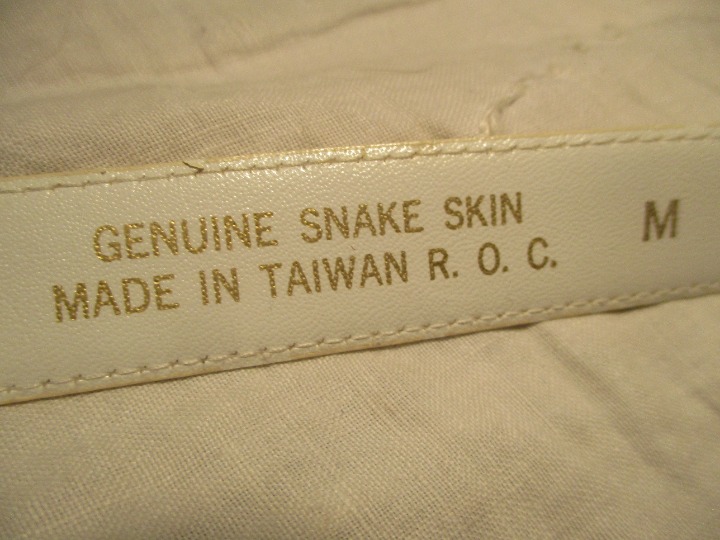 GENUINE SNAKE SKIN M
MADE IN TAIWAN R. O. C.